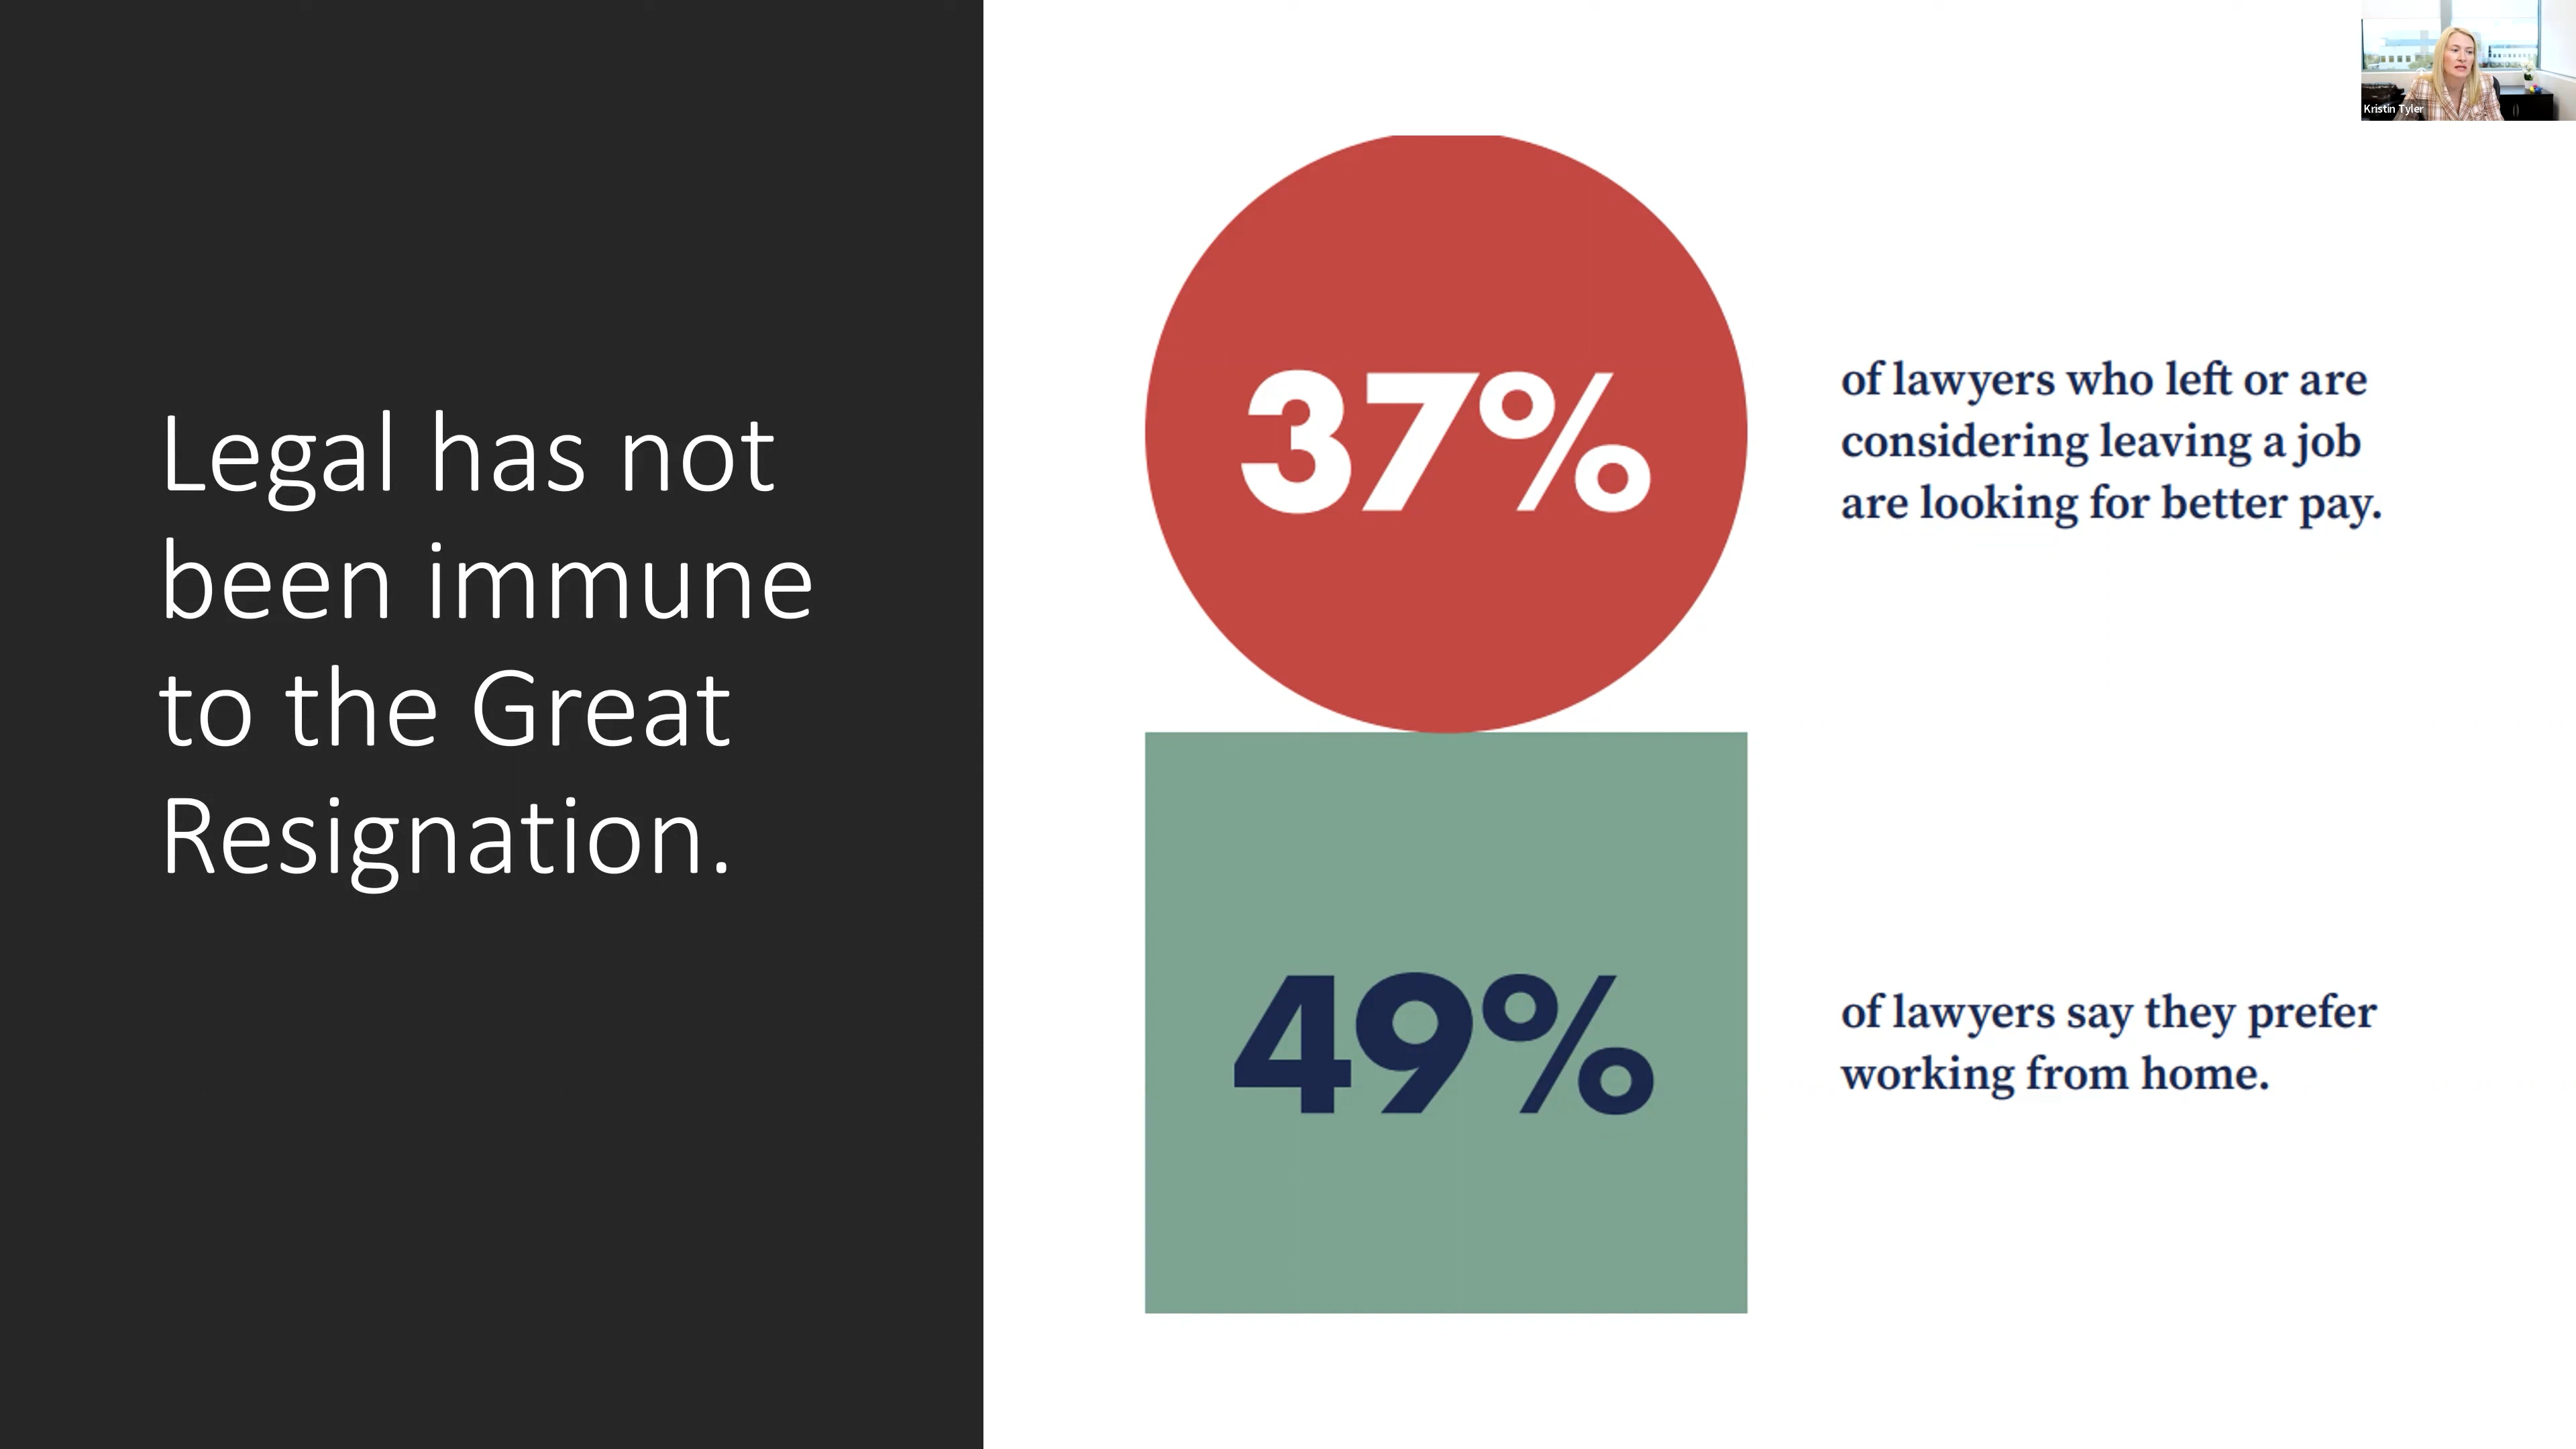 Legal has not
been immune
to the Great
Resignation.
37%
of lawyers who left or are
considering leaving a job
are looking for better pay.
49%
of lawyers say they prefer
working from home.
Kristin Tyler